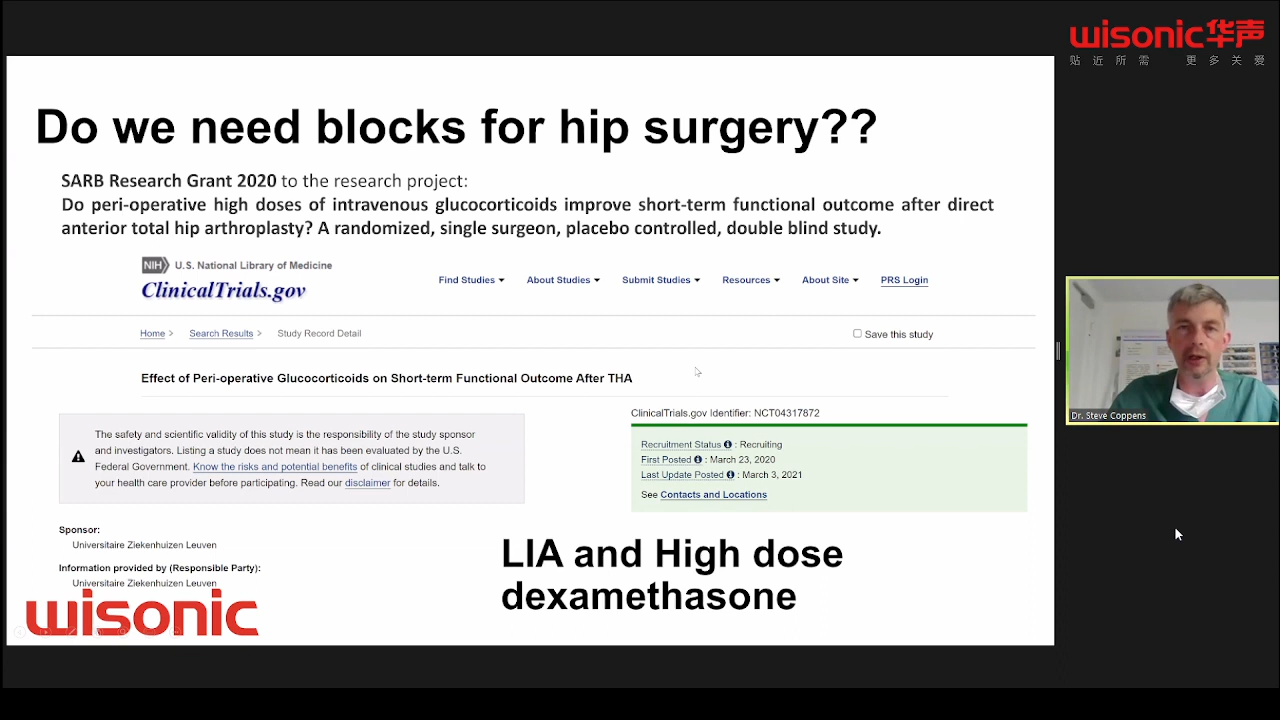 wisonic华声
贴近所需 更多关爱
Do we need blocks for hip surgery??
SARB Research Grant 2020 to the research project:
Do peri-operative high doses of intravenous glucocorticoids improve short-term functional outcome after direct
anterior total hip arthroplasty? A randomized, single surgeon, placebo controlled, double blind study.
NIH U.S. National Library of Medicine
ClinicalTrials.gov
Find Studies About Studies Submit Studies Resources About Site PRS Login
Home > Search Results > Study Record Detail
Save this study
Effect of Peri-operative Glucocorticoids on Short-term Functional Outcome After THA
The safety and scientific validity of this study is the responsibility of the study sponsor
and investigators. Listing a study does not mean it has been evaluated by the U.S.
Federal Government. Know the risks and potential benefits of clinical studies and talk to
your health care provider before participating. Read our disclaimer for details.
ClinicalTrials.gov Identifier: NCT04317872
Recruitment Status : Recruiting
First Posted : March 23, 2020
Last Update Posted : March 3, 2021
See Contacts and Locations
Sponsor:
Universitaire Ziekenhuizen Leuven
Information provided by (Responsible Party):
Universitaire Ziekenhuizen Leuven
LIA and High dose
dexamethasone
wisonic
Dr. Steve Coppens